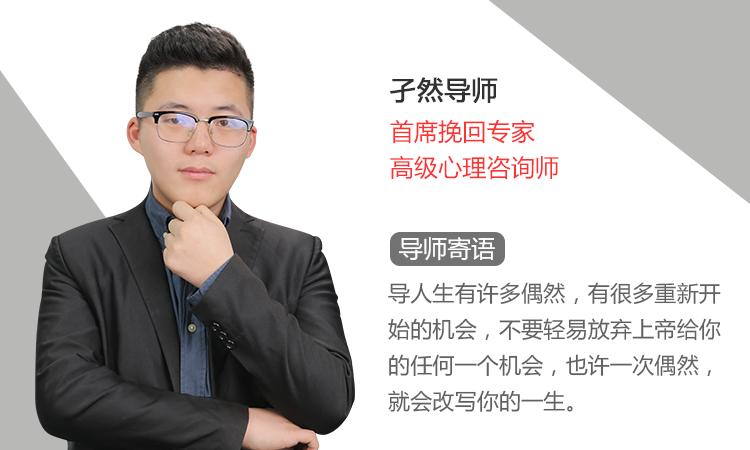 孑然导师
首席挽回专家
高级心理咨询师
导师寄语
导人生有许多偶然，有很多重新开
始的机会，不要轻易放弃上帝给你
的任何一个机会，也许一次偶然，
就会改写你的一生。